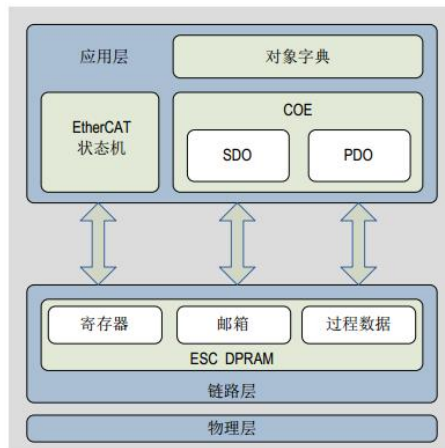 应用层
对象字典
EtherCAT
状态机
COE
SDO
PDO
寄存器
邮箱
过程数据
ESC DPRAM
链路层
物理层